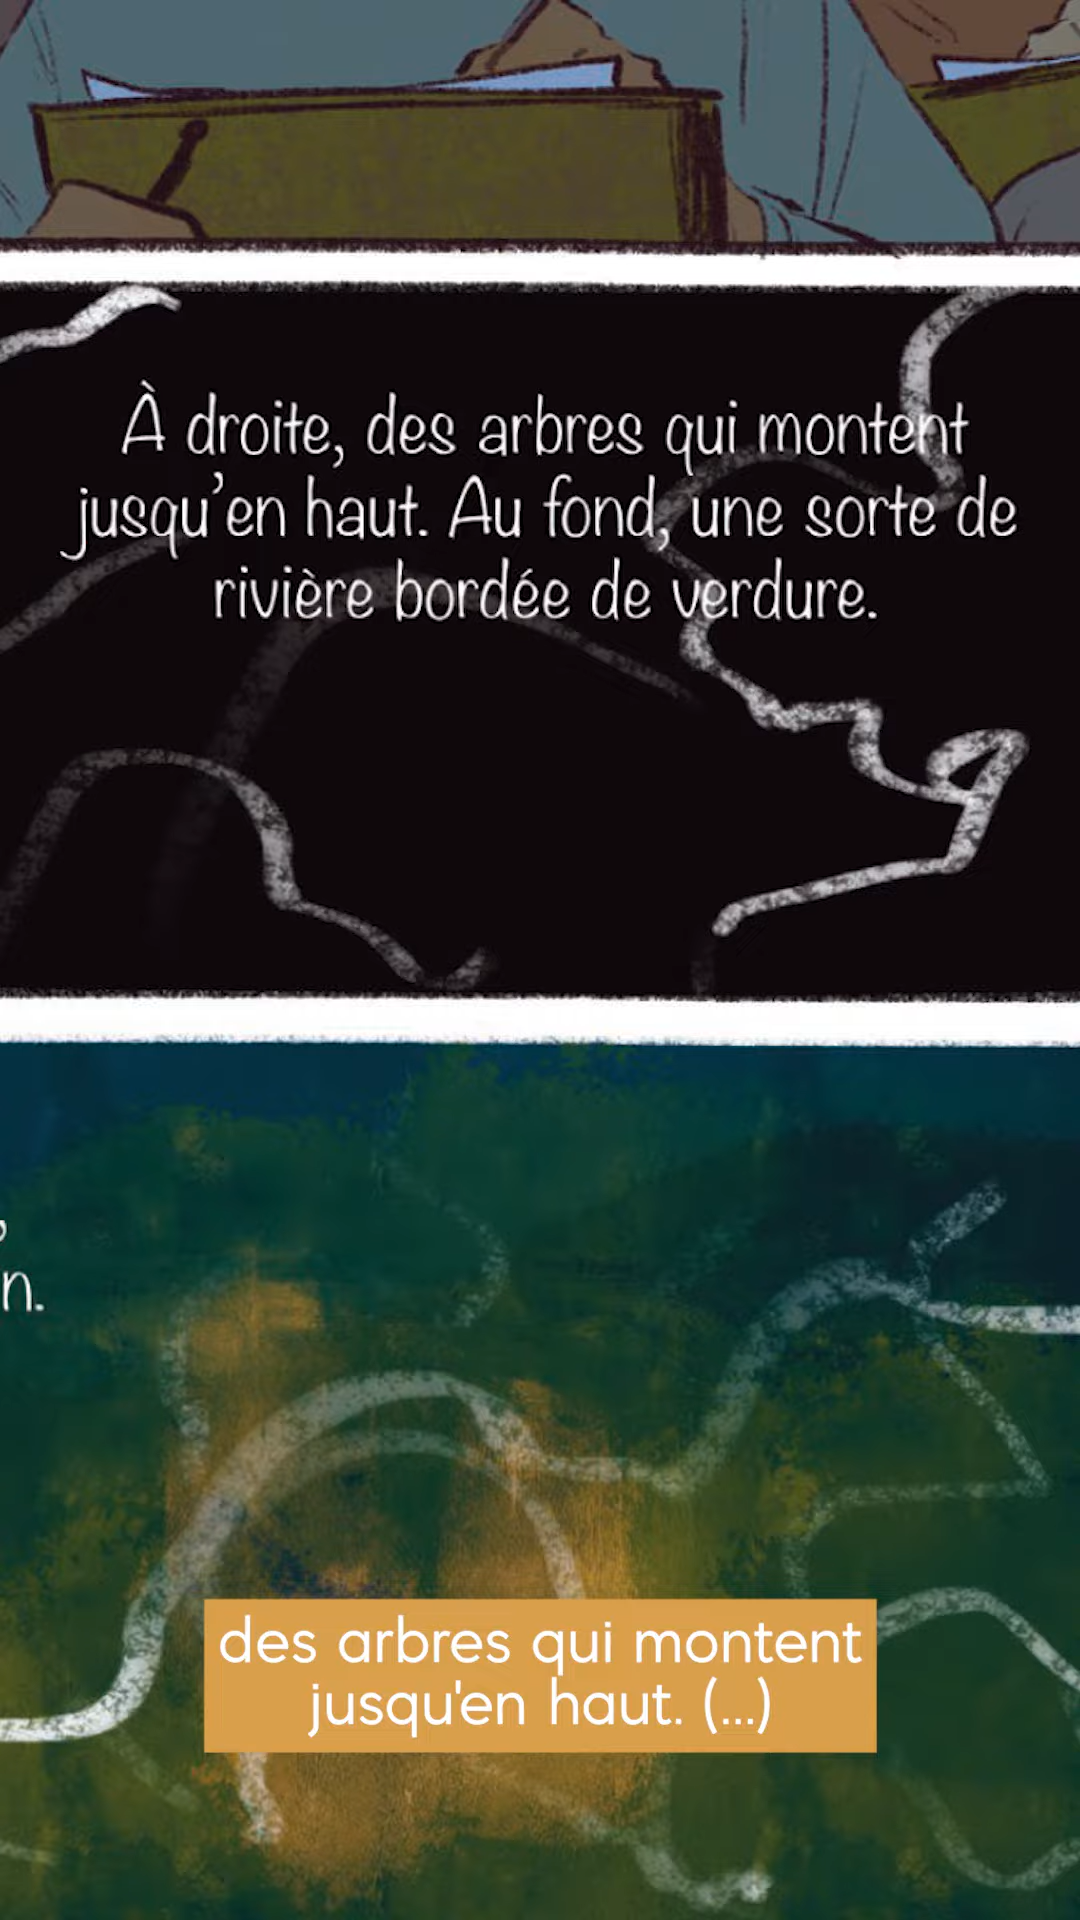 À droite, des arbres qui montent
jusqu’en haut. Au fond, une sorte de
rivière bordée de verdure.
n.
des arbres qui montent
jusqu'en haut. (...)